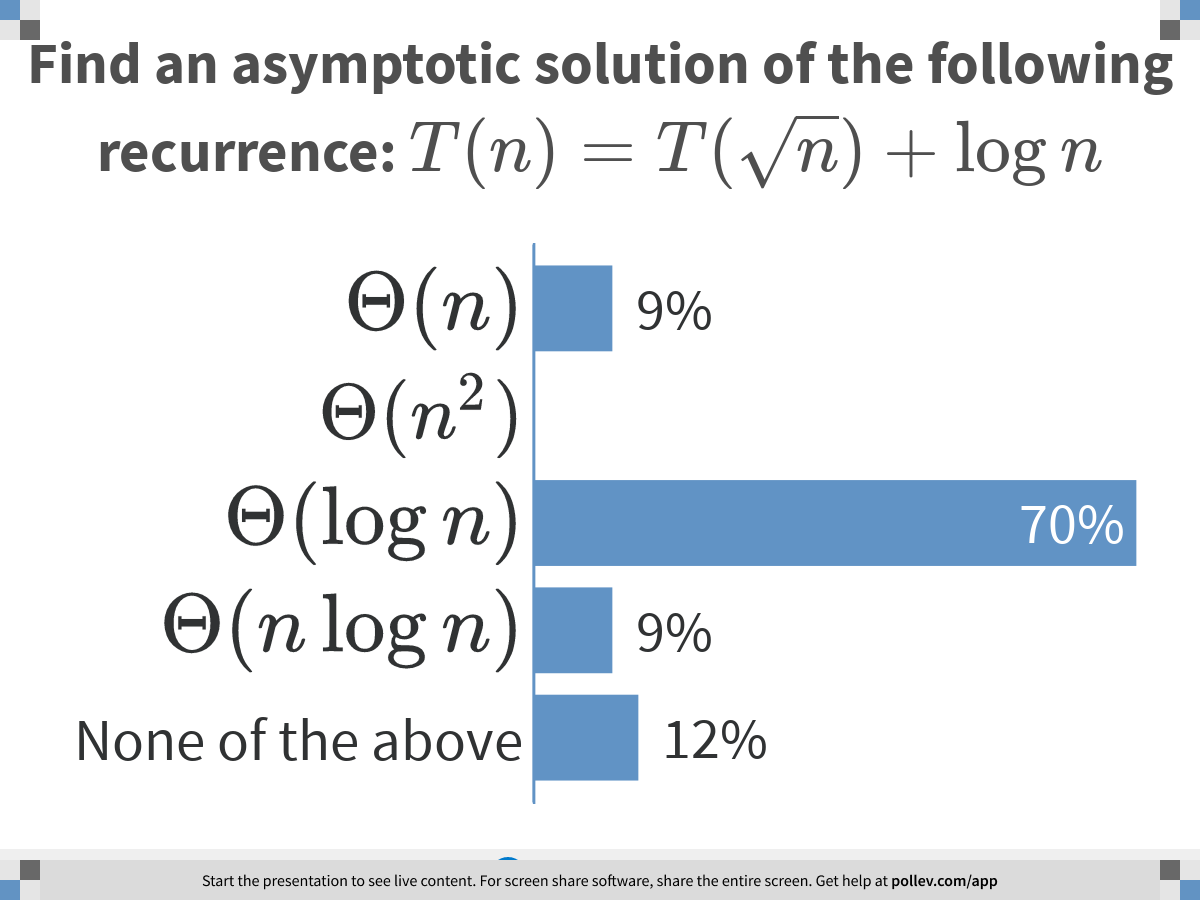 Find an asymptotic solution of the following
recurrence: T(n) = T(√n) + log n
Θ(n) 9%
Θ(n²)
Θ(log n) 70%
Θ(n log n) 9%
None of the above 12%
Start the presentation to see live content. For screen share software, share the entire screen. Get help at pollev.com/app